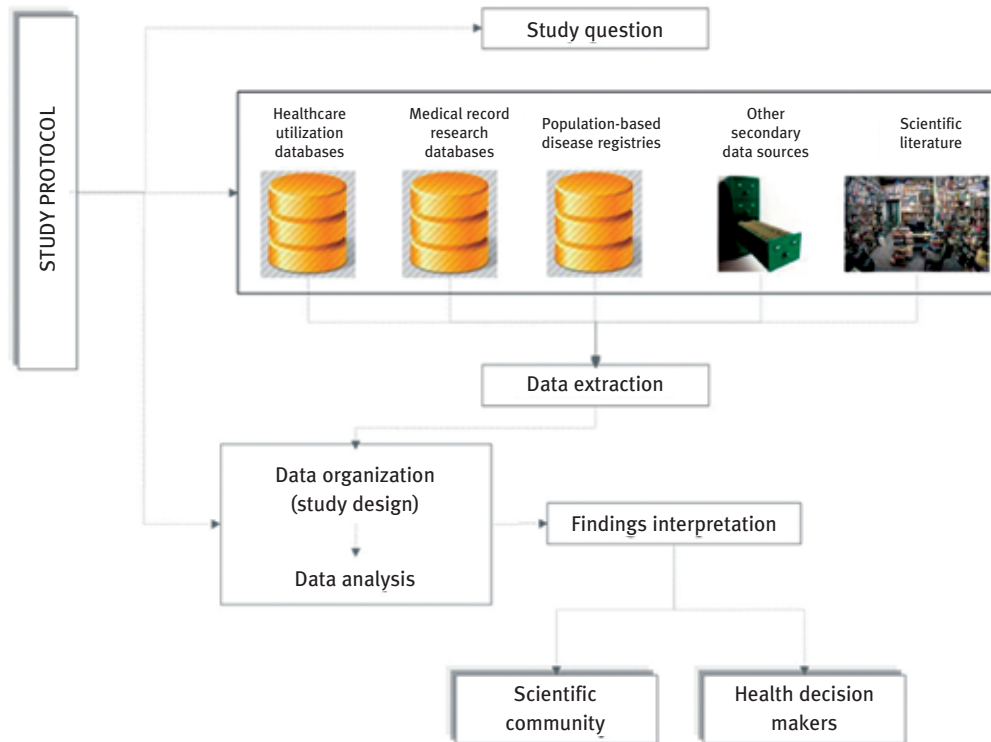 STUDY PROTOCOL
Study question
Healthcare
utilization
databases
Medical record
research
databases
Population-based
disease registries
Other
secondary
data sources
Scientific
literature
Data extraction
Data organization
(study design)
Data analysis
Findings interpretation
Scientific
community
Health decision
makers